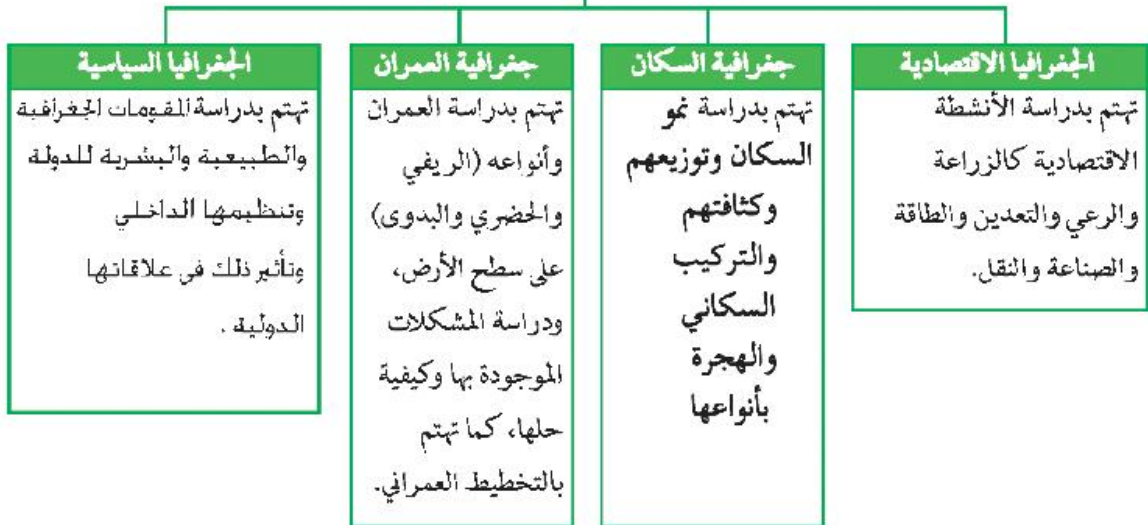 الجغرافيا الاقتصادية
تهتم بدراسة الأنشطة
الاقتصادية كالزراعة
والرعي والتعدين والطاقة
والصناعة والنقل.
جغرافية السكان
تهتم بدراسة نمو
السكان وتوزيعهم
وكثافتهم
والتركيب
السكاني
والهجرة
بأنواعها
جغرافية العمران
تهتم بدراسة العمران
وأنواعه (الريفي
والحضري والبدوى)
على سطح الأرض،
ودراسة المشكلات
الموجودة بها وكيفية
حلها، كما تهتم
بالتخطيط العمراني.
الجغرافيا السياسية
تهتم بدراسة المقومات الجغرافية
والطبيعية والبشرية للدولة
وتنظيمها الداخلي
وتأثير ذلك فى علاقاتها
الدولية .